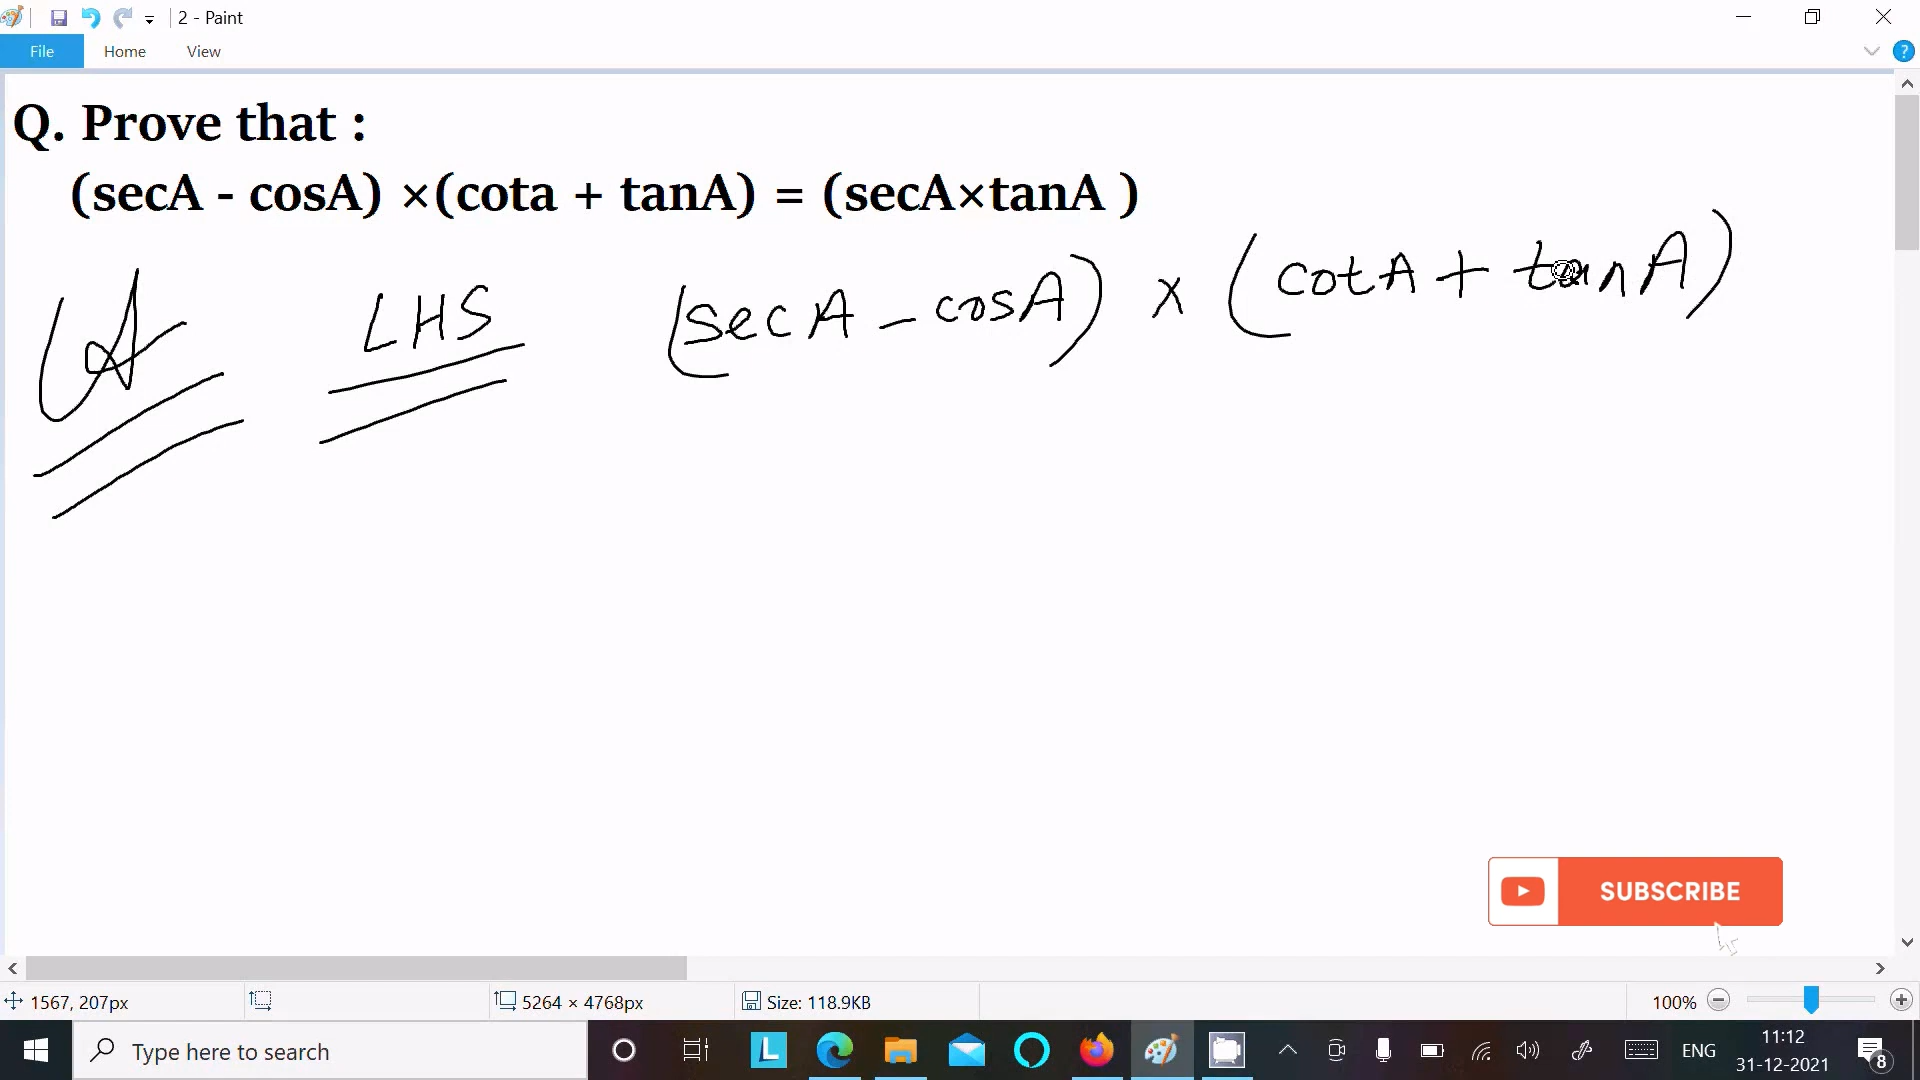 2 - Paint
File Home View
Q. Prove that :
(secA - cosA) ×(cota + tanA) = (secA×tanA )
LHS (secA - cosA) × (cotA + tanA)
SUBSCRIBE
1567, 207px 5264 × 4768px Size: 118.9KB 100%
Type here to search
L
ENG
11:12
31-12-2021
8